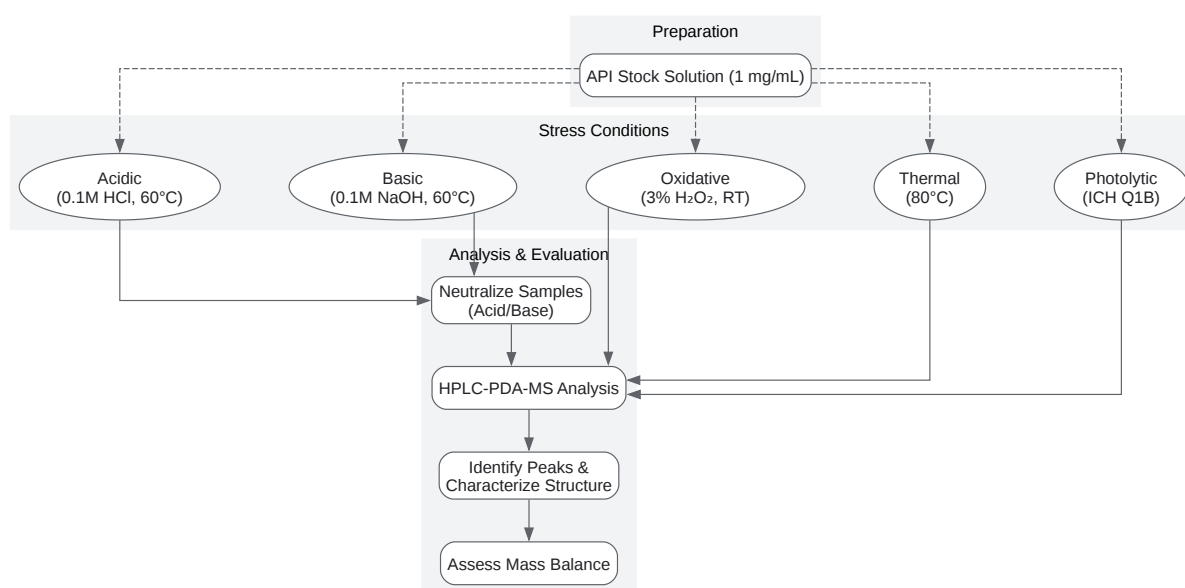 Preparation
API Stock Solution (1 mg/mL)
Stress Conditions
Acidic
(0.1M HCl, 60°C)
Basic
(0.1M NaOH, 60°C)
Oxidative
(3% H₂O₂, RT)
Thermal
(80°C)
Photolytic
(ICH Q1B)
Analysis & Evaluation
Neutralize Samples
(Acid/Base)
HPLC-PDA-MS Analysis
Identify Peaks &
Characterize Structure
Assess Mass Balance